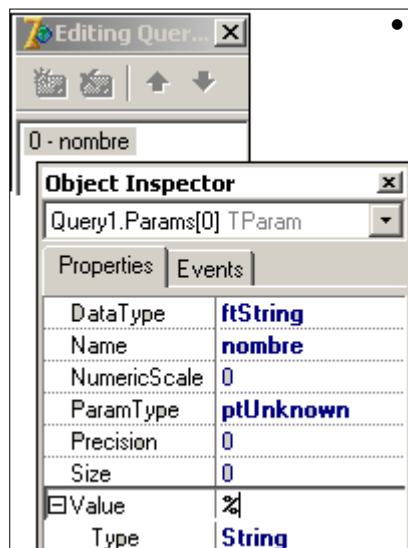 Editing Quer...
•
0 - nombre
Object Inspector
Query1.Params[0] TParam
Properties Events
DataType ftString
Name nombre
NumericScale 0
ParamType ptUnknown
Precision 0
Size 0
Value %
Type String